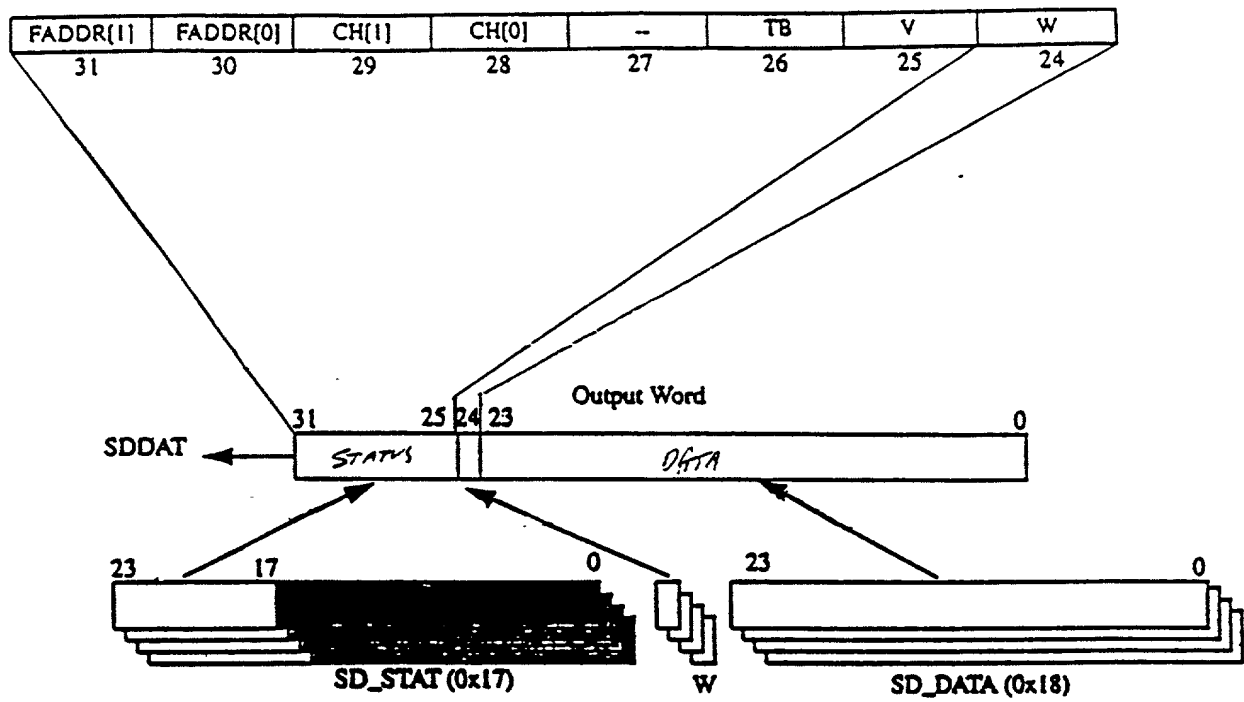 FADDR[1] FADDR[0] CH[1] CH[0] -- TB V W
31 30 29 28 27 26 25 24
Output Word
31 25 24 23 0
SDDAT STATUS DATA
23 17 0 23 0
SD_STAT (0x17) W SD_DATA (0x18)